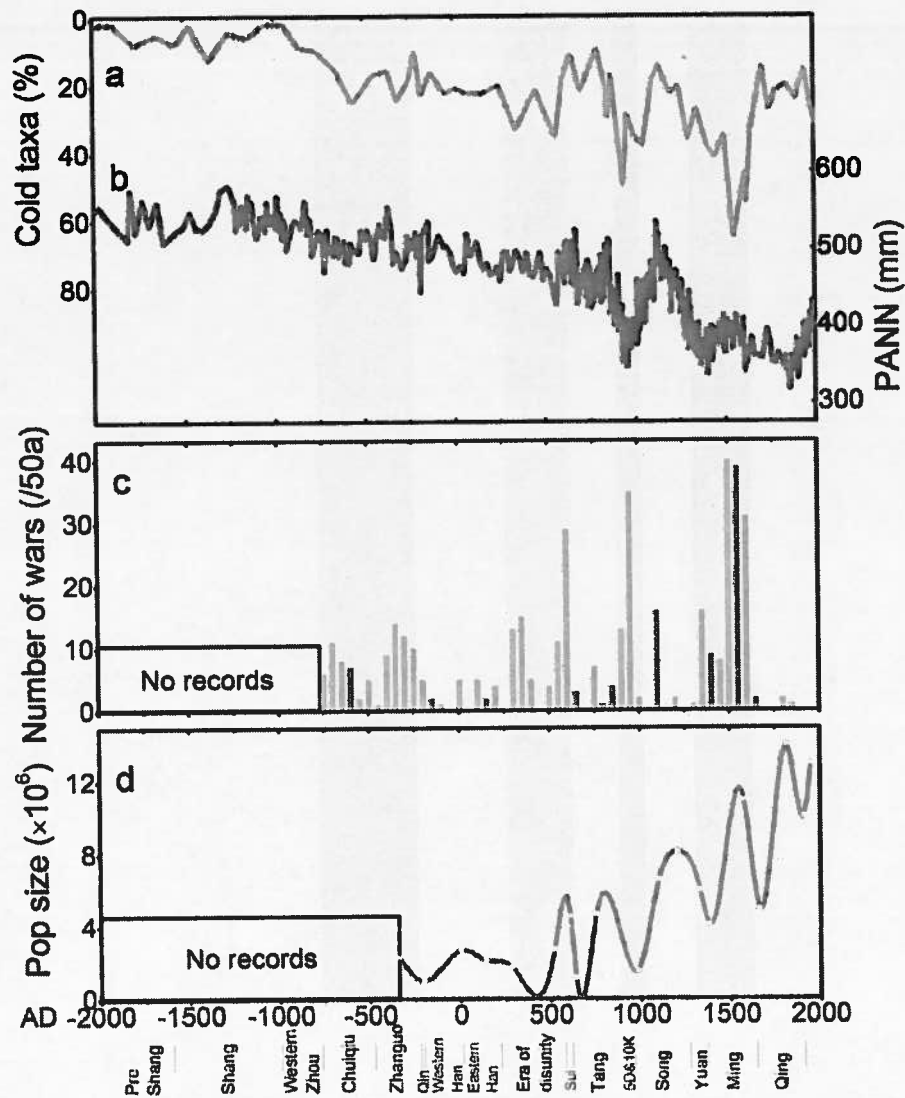 0
20
40
60
80
Cold taxa (%)
a
b
600
500
400
300
PANN (mm)
40
30
20
10
0
Number of wars (/50a)
c
No records
12
8
4
0
Pop size (×10⁶)
d
No records
AD -2000 -1500 -1000 -500 0 500 1000 1500 2000
Pre
Shang
Shang
Western
Zhou
Chuiqiu
Zhanguo
Qin
Western
Han
Eastern
Han
Era of
disunity
Sui
Tang
5D&10K
Song
Yuan
Ming
Qing